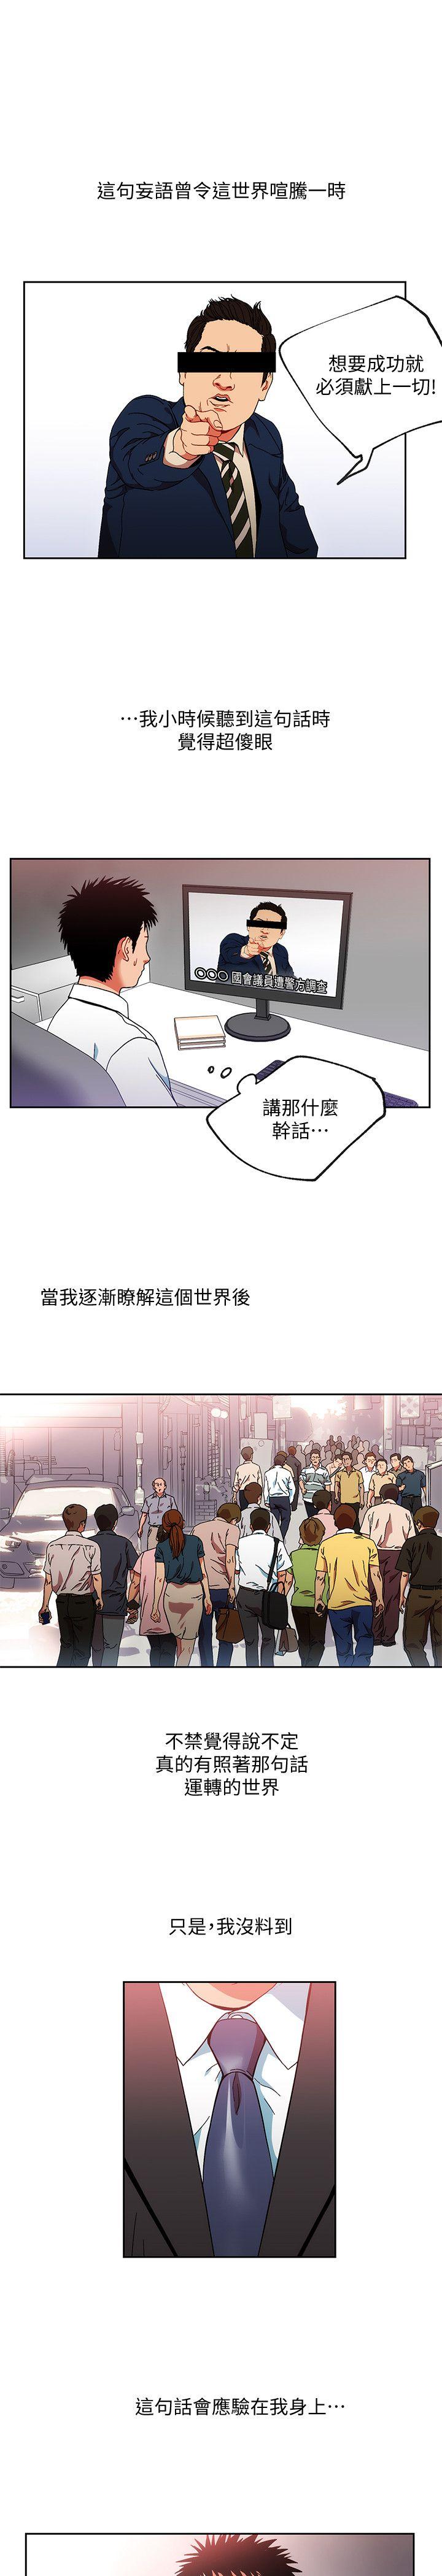 這句妄語曾令這世界喧騰一時
想要成功就
必須獻上一切!
…我小時候聽到這句話時
覺得超傻眼
○○○ 國會議員遭警方調查
講那什麼
幹話…
當我逐漸瞭解這個世界後
不禁覺得說不定
真的有照著那句話
運轉的世界
只是，我沒料到
這句話會應驗在我身上…